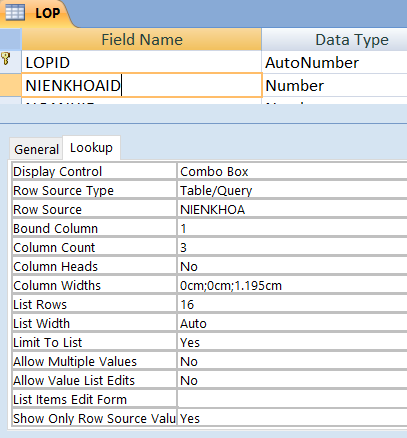 LOP
Field Name Data Type
LOPID AutoNumber
NIENKHOAID Number
General Lookup
Display Control Combo Box
Row Source Type Table/Query
Row Source NIENKHOA
Bound Column 1
Column Count 3
Column Heads No
Column Widths 0cm;0cm;1.195cm
List Rows 16
List Width Auto
Limit To List Yes
Allow Multiple Values No
Allow Value List Edits No
List Items Edit Form
Show Only Row Source Valu Yes